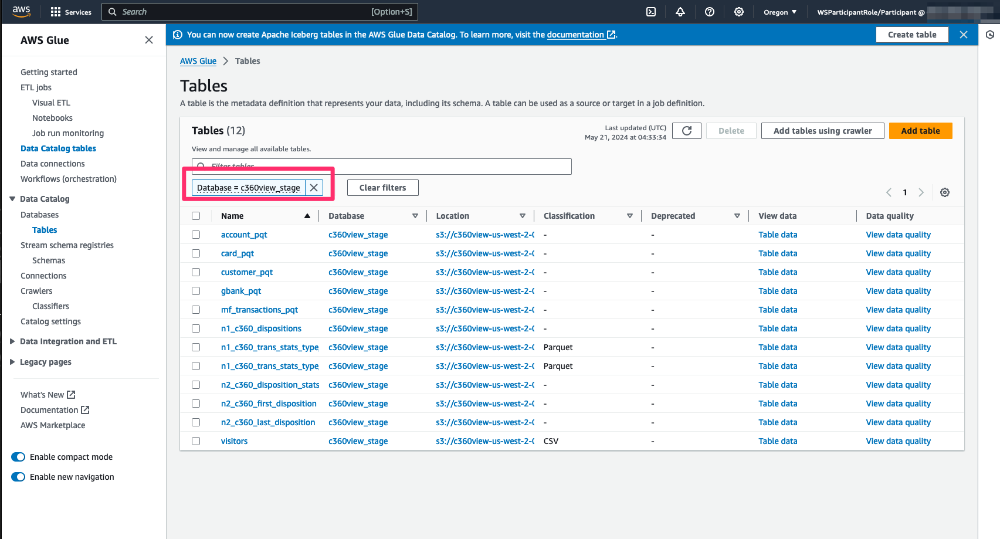 aws Services Search [Option+S] Oregon WSParticipantRole/Participant @
AWS Glue
You can now create Apache Iceberg tables in the AWS Glue Data Catalog. To learn more, visit the documentation. Create table
Getting started
ETL jobs
Visual ETL
Notebooks
Job run monitoring
Data Catalog tables
Data connections
Workflows (orchestration)
Data Catalog
Databases
Tables
Stream schema registries
Schemas
Connections
Crawlers
Classifiers
Catalog settings
Data Integration and ETL
Legacy pages
What's New
Documentation
AWS Marketplace
Enable compact mode
Enable new navigation
AWS Glue Tables
Tables
A table is the metadata definition that represents your data, including its schema. A table can be used as a source or target in a job definition.
Tables (12)
Last updated (UTC)
May 21, 2024 at 04:33:34
Delete Add tables using crawler Add table
View and manage all available tables.
Filter tables
Database = c360view_stage Clear filters
1
Name Database Location Classification Deprecated View data Data quality
account_pqt c360view_stage s3://c360view-us-west-2-0 - - Table data View data quality
card_pqt c360view_stage s3://c360view-us-west-2-0 - - Table data View data quality
customer_pqt c360view_stage s3://c360view-us-west-2-0 - - Table data View data quality
gbank_pqt c360view_stage s3://c360view-us-west-2-0 - - Table data View data quality
mf_transactions_pqt c360view_stage s3://c360view-us-west-2-0 - - Table data View data quality
n1_c360_dispositions c360view_stage s3://c360view-us-west-2-0 - - Table data View data quality
n1_c360_trans_stats_type_ c360view_stage s3://c360view-us-west-2-0 Parquet - Table data View data quality
n1_c360_trans_stats_type_ c360view_stage s3://c360view-us-west-2-0 Parquet - Table data View data quality
n2_c360_disposition_stats c360view_stage s3://c360view-us-west-2-0 - - Table data View data quality
n2_c360_first_disposition c360view_stage s3://c360view-us-west-2-0 - - Table data View data quality
n2_c360_last_disposition c360view_stage s3://c360view-us-west-2-0 - - Table data View data quality
visitors c360view_stage s3://c360view-us-west-2-0 CSV - Table data View data quality